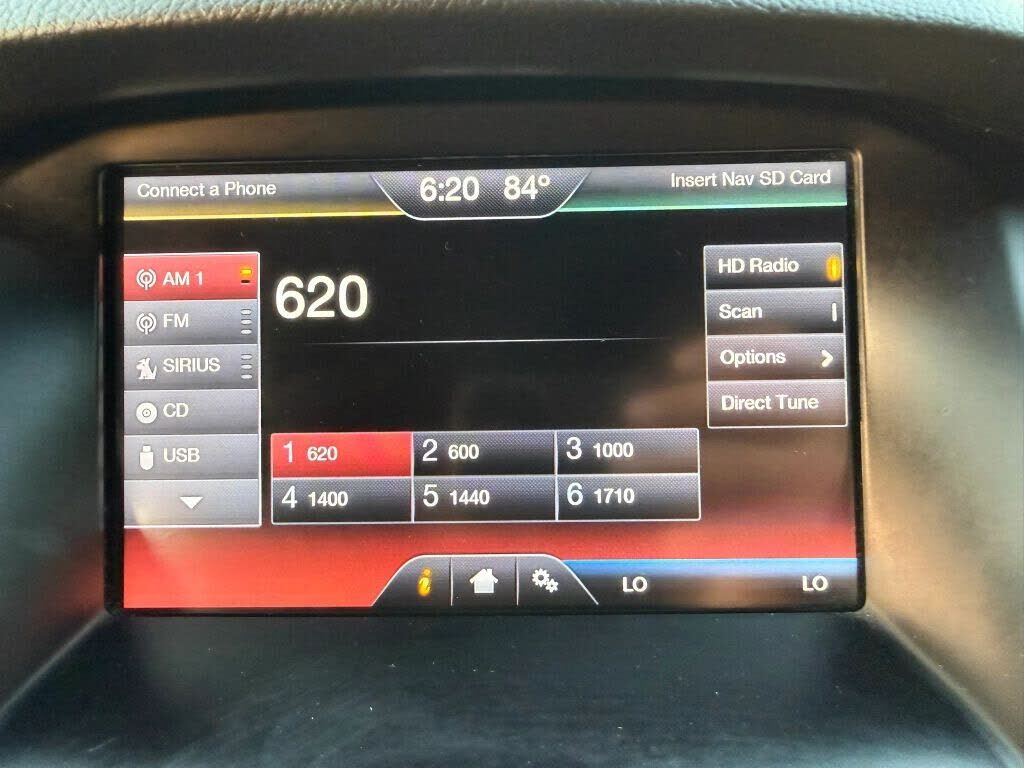 Connect a Phone 6:20 84° Insert Nav SD Card
AM 1
FM
SIRIUS
CD
USB
620
HD Radio
Scan
Options
Direct Tune
1 620 2 600 3 1000
4 1400 5 1440 6 1710
i LO LO